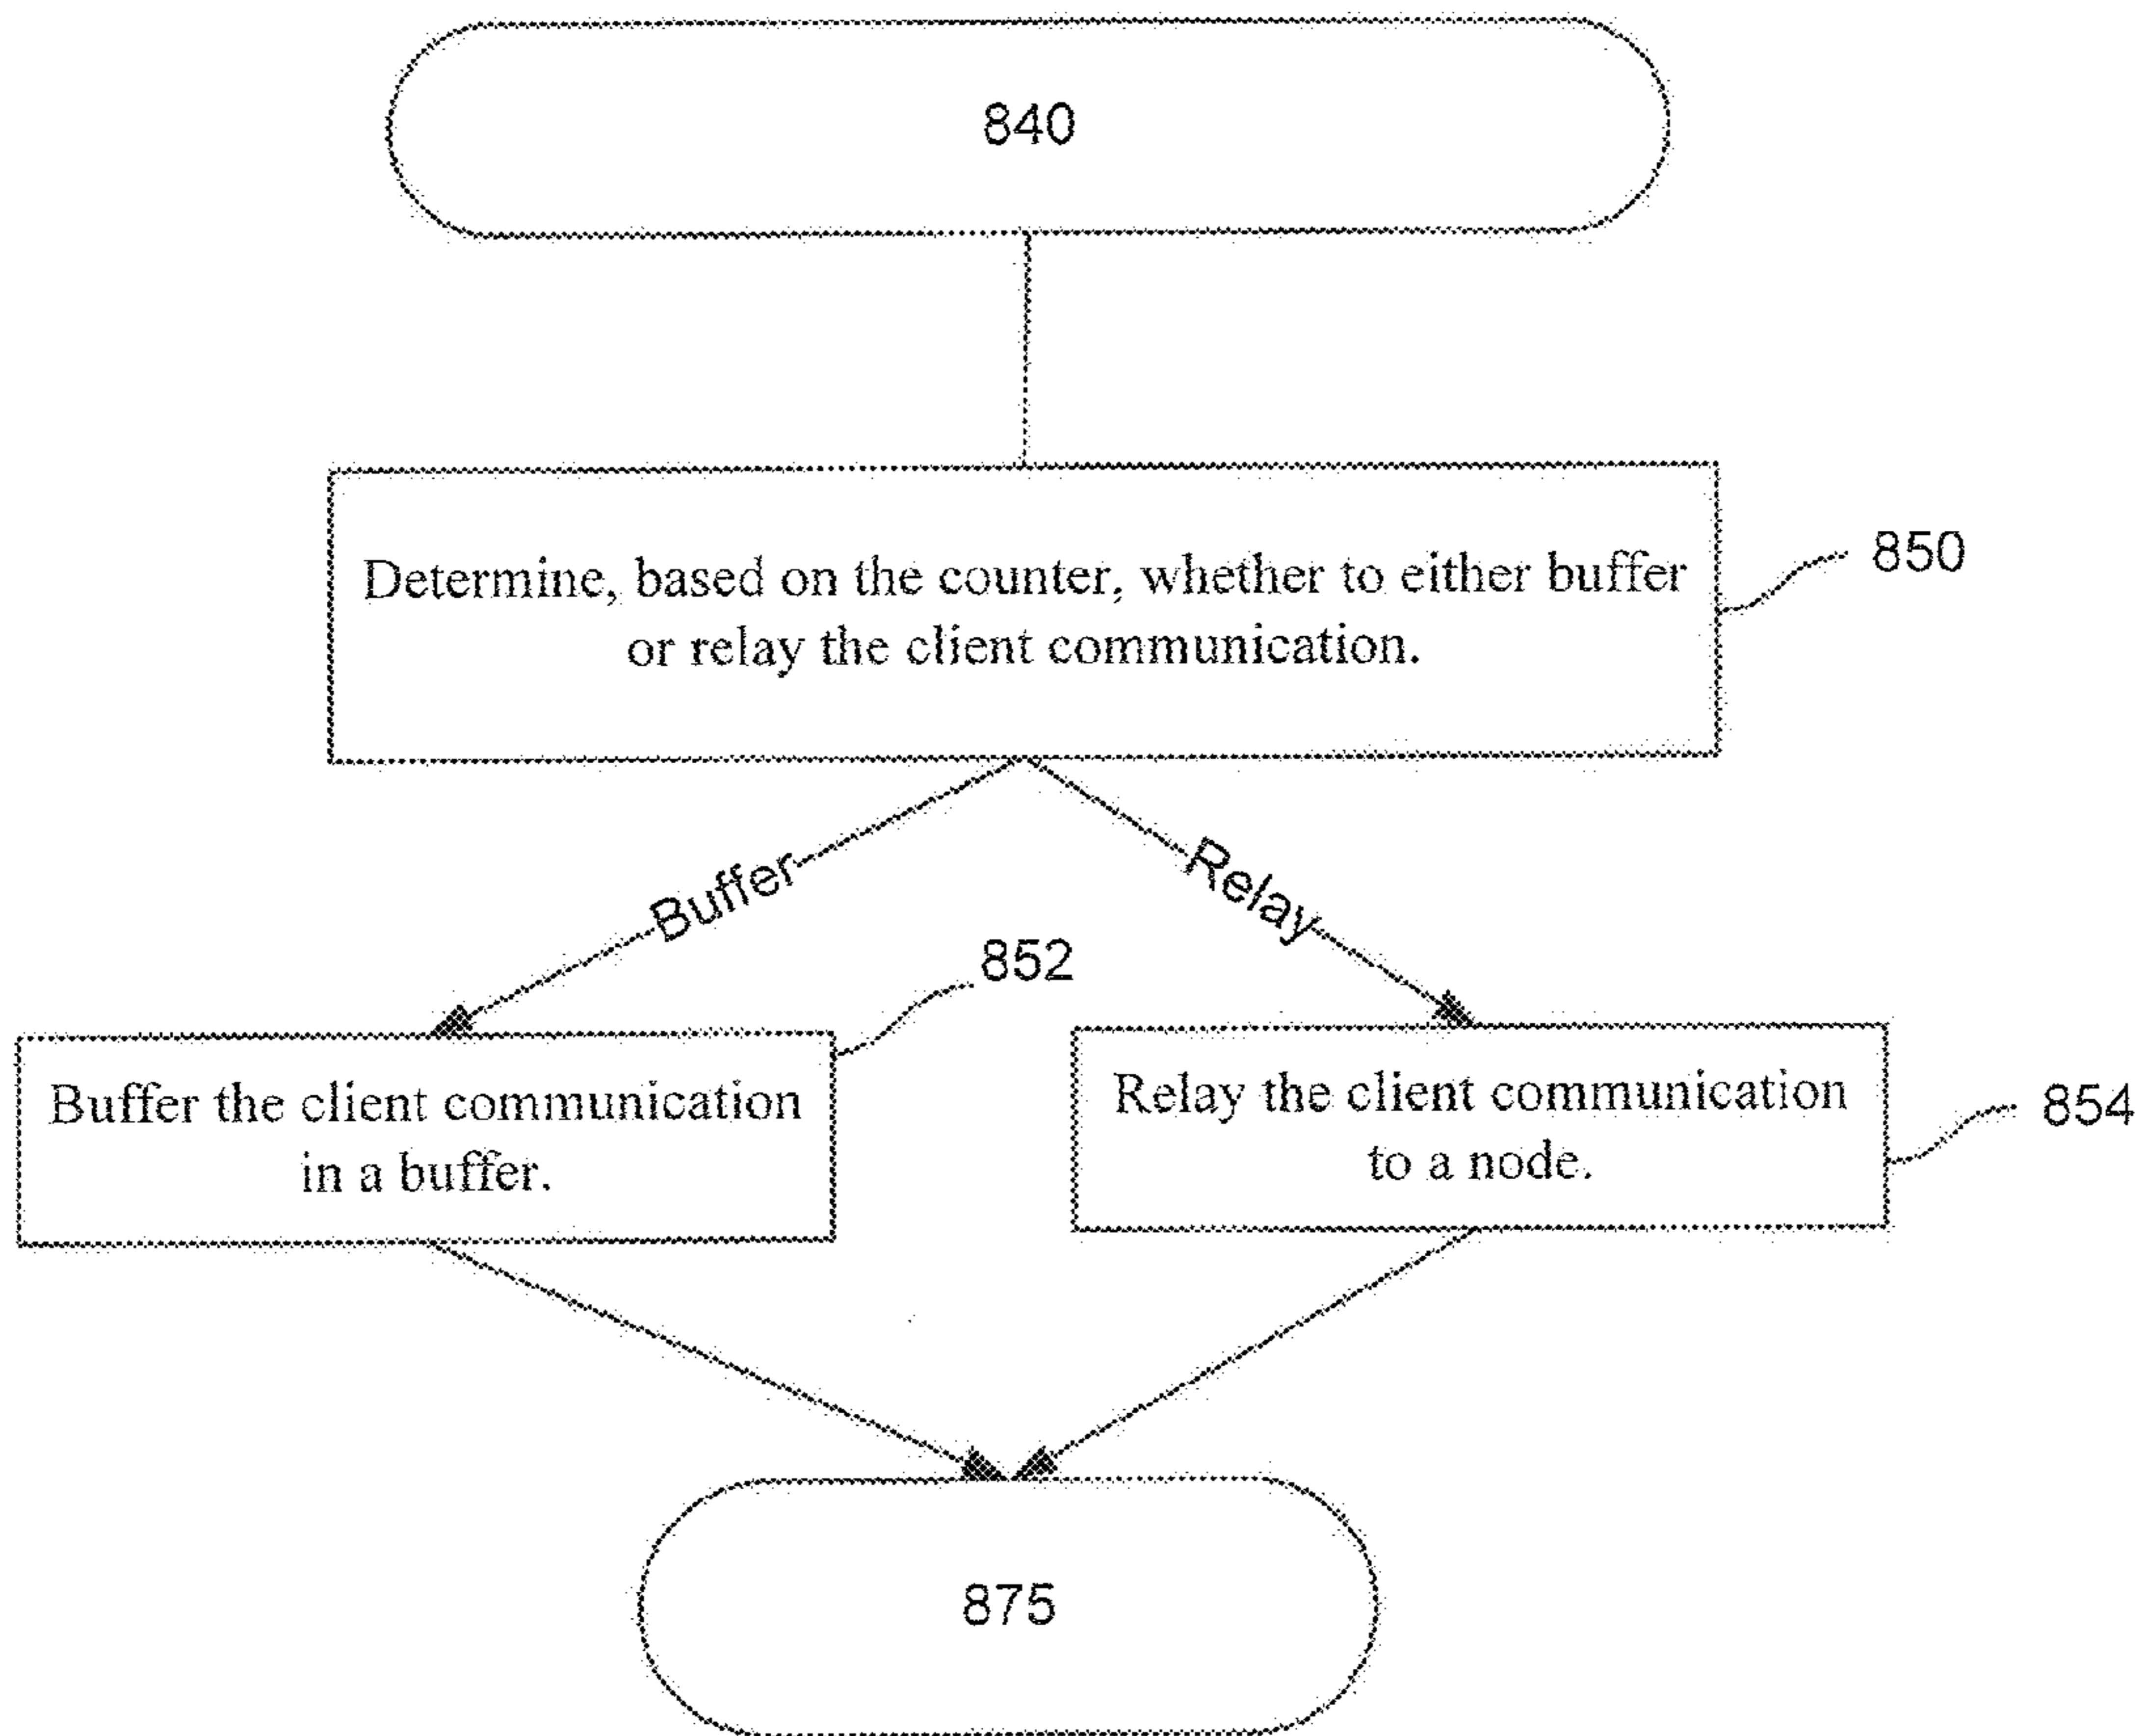 840
Determine, based on the counter, whether to either buffer
or relay the client communication.
850
Buffer
Relay
852
Buffer the client communication
in a buffer.
Relay the client communication
to a node.
854
875